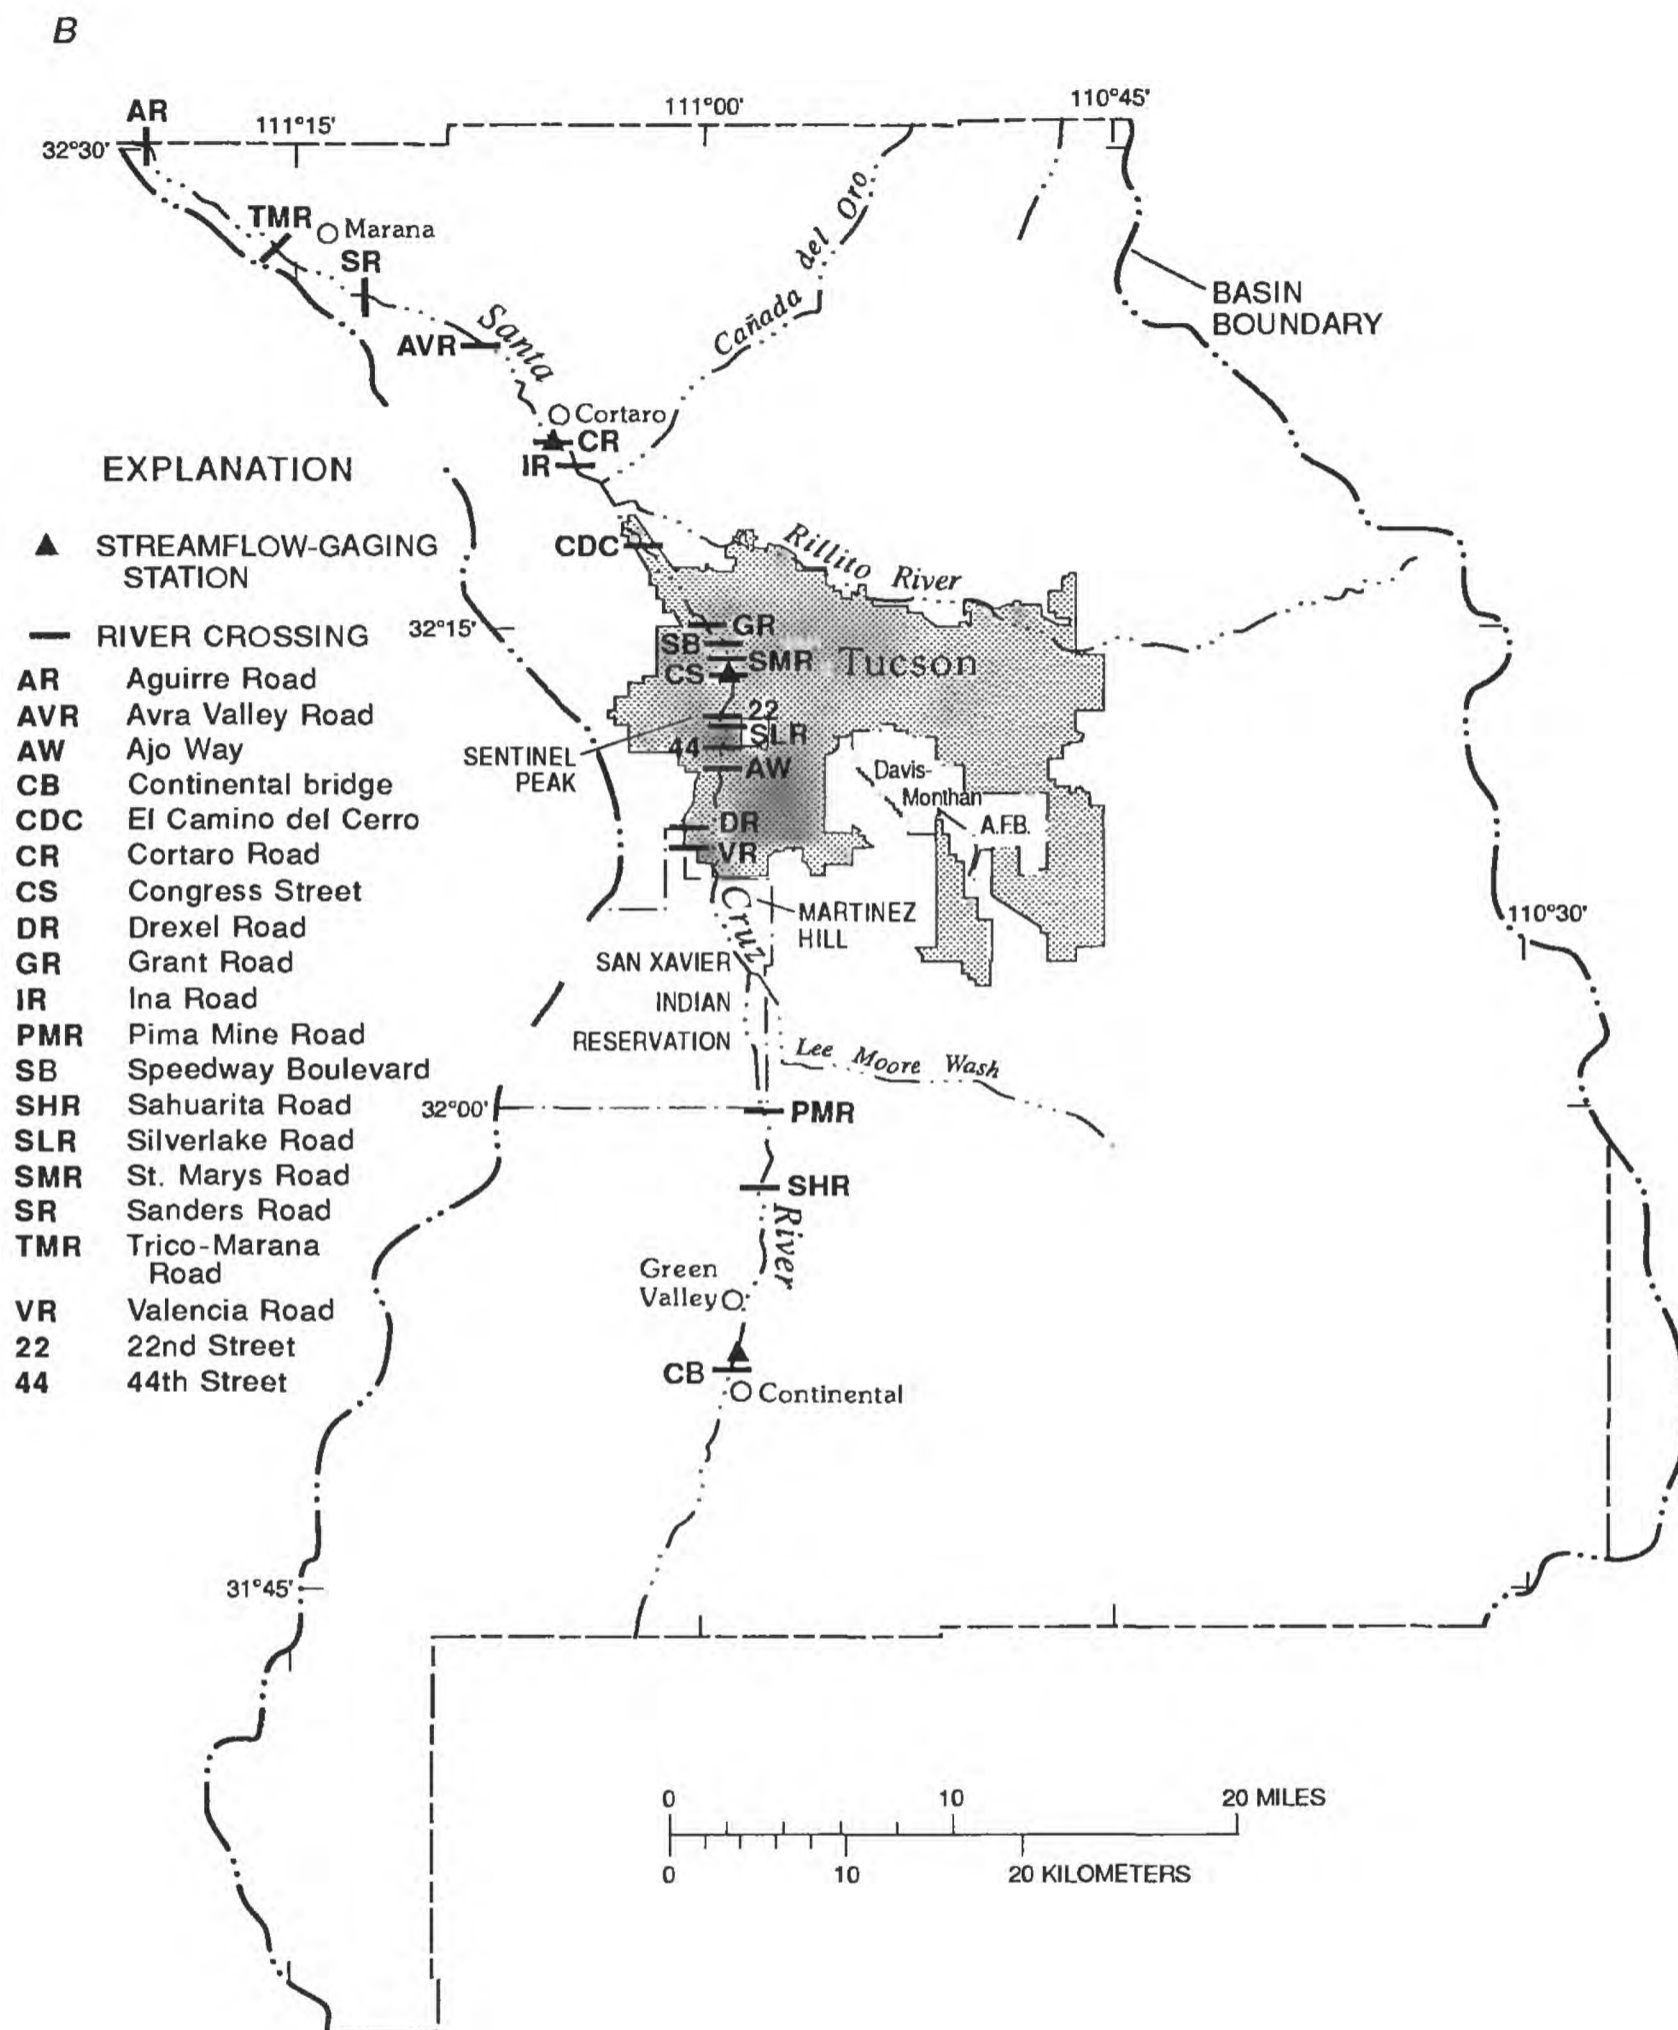 B
AR
111°15'
111°00'
110°45'
32°30'
TMR
Marana
SR
Santa
AVR
Cañada del Oro
BASIN
BOUNDARY
Cortaro
CR
IR
EXPLANATION
STREAMFLOW-GAGING
STATION
RIVER CROSSING
AR Aguirre Road
AVR Avra Valley Road
AW Ajo Way
CB Continental bridge
CDC El Camino del Cerro
CR Cortaro Road
CS Congress Street
DR Drexel Road
GR Grant Road
IR Ina Road
PMR Pima Mine Road
SB Speedway Boulevard
SHR Sahuarita Road
SLR Silverlake Road
SMR St. Marys Road
SR Sanders Road
TMR Trico-Marana
Road
VR Valencia Road
22 22nd Street
44 44th Street
CDC
Rillito River
32°15'
GR
SB
SMR
CS
Tucson
22
SLR
44
AW
SENTINEL
PEAK
Davis-
Monthan
A.F.B.
DR
VR
Cruz
MARTINEZ
HILL
110°30'
SAN XAVIER
INDIAN
RESERVATION
Lee Moore Wash
32°00'
PMR
SHR
River
Green
Valley
CB
Continental
31°45'
0 10 20 MILES
0 10 20 KILOMETERS